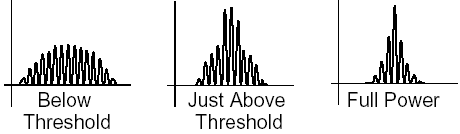 Below
Threshold
Just Above
Threshold
Full Power